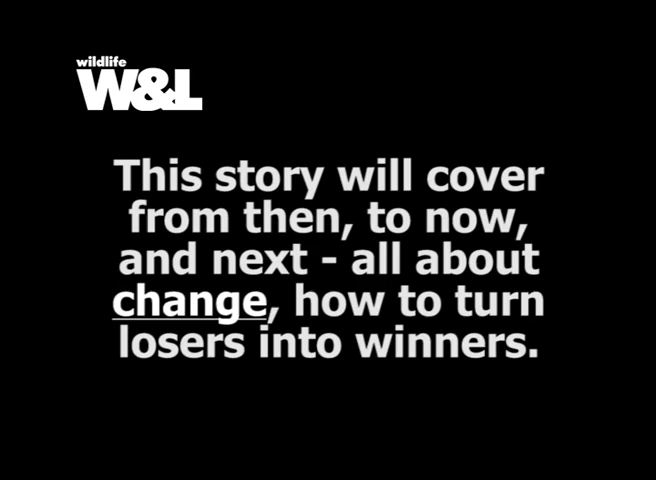 wildlife
W&L
This story will cover
from then, to now,
and next - all about
change, how to turn
losers into winners.